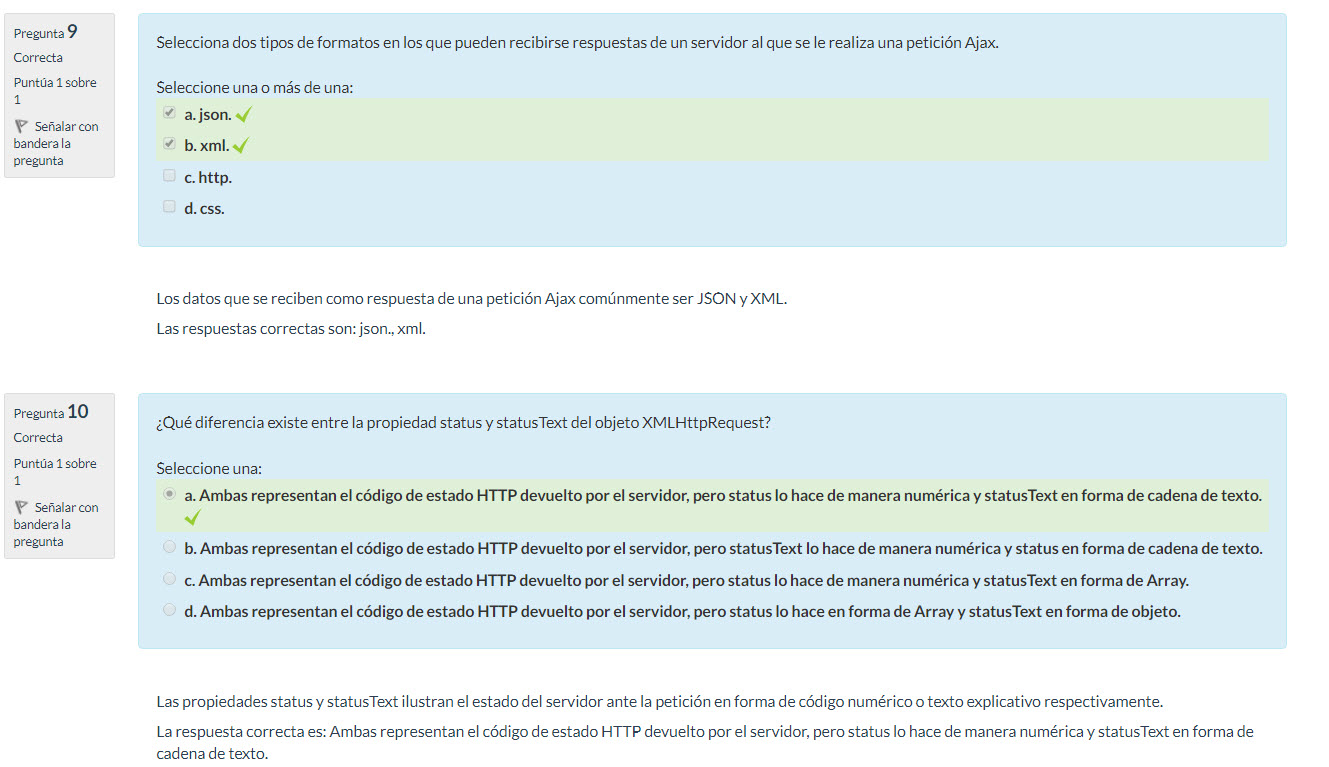 Pregunta 9
Correcta
Puntúa 1 sobre
1
Señalar con
bandera la
pregunta
Selecciona dos tipos de formatos en los que pueden recibirse respuestas de un servidor al que se le realiza una petición Ajax.
Seleccione una o más de una:
a. json.
b. xml.
c. http.
d. css.
Los datos que se reciben como respuesta de una petición Ajax comúnmente ser JSON y XML.
Las respuestas correctas son: json., xml.
Pregunta 10
Correcta
Puntúa 1 sobre
1
Señalar con
bandera la
pregunta
¿Qué diferencia existe entre la propiedad status y statusText del objeto XMLHttpRequest?
Seleccione una:
a. Ambas representan el código de estado HTTP devuelto por el servidor, pero status lo hace de manera numérica y statusText en forma de cadena de texto.
b. Ambas representan el código de estado HTTP devuelto por el servidor, pero statusText lo hace de manera numérica y status en forma de cadena de texto.
c. Ambas representan el código de estado HTTP devuelto por el servidor, pero status lo hace de manera numérica y statusText en forma de Array.
d. Ambas representan el código de estado HTTP devuelto por el servidor, pero status lo hace en forma de Array y statusText en forma de objeto.
Las propiedades status y statusText ilustran el estado del servidor ante la petición en forma de código numérico o texto explicativo respectivamente.
La respuesta correcta es: Ambas representan el código de estado HTTP devuelto por el servidor, pero status lo hace de manera numérica y statusText en forma de
cadena de texto.